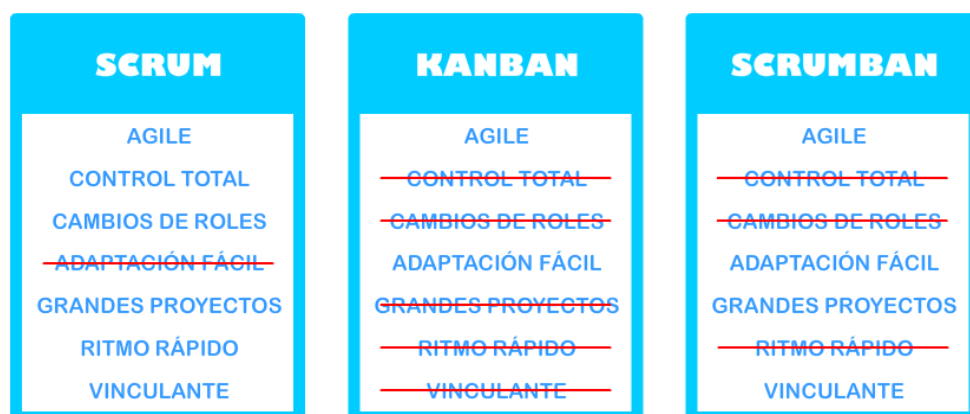 SCRUM
AGILE
CONTROL TOTAL
CAMBIOS DE ROLES
ADAPTACIÓN FÁCIL
GRANDES PROYECTOS
RITMO RÁPIDO
VINCULANTE
KANBAN
AGILE
CONTROL TOTAL
CAMBIOS DE ROLES
ADAPTACIÓN FÁCIL
GRANDES PROYECTOS
RITMO RÁPIDO
VINCULANTE
SCRUMBAN
AGILE
CONTROL TOTAL
CAMBIOS DE ROLES
ADAPTACIÓN FÁCIL
GRANDES PROYECTOS
RITMO RÁPIDO
VINCULANTE